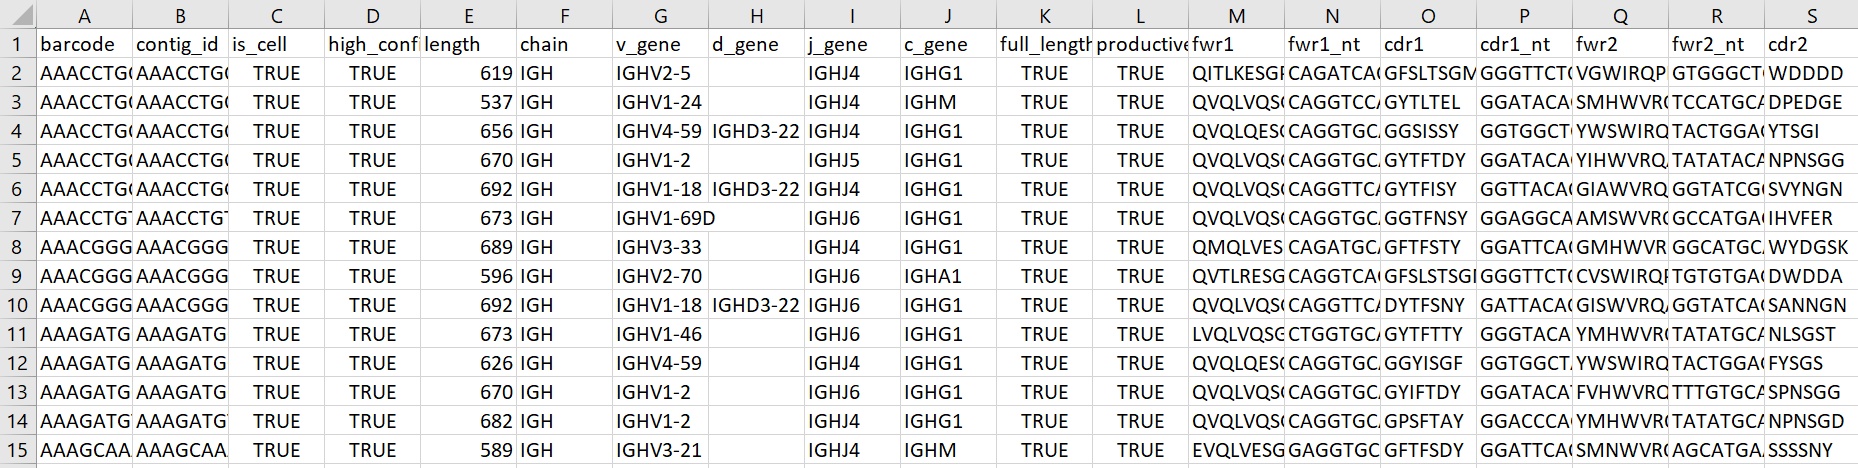 A B C D E F G H I J K L M N O P Q R S
1 barcode contig_id is_cell high_conf length chain v_gene d_gene j_gene c_gene full_length productive fwr1 fwr1_nt cdr1 cdr1_nt fwr2 fwr2_nt cdr2
2 AAACCTG AAACCTG TRUE TRUE 619 IGH IGHV2-5 IGHJ4 IGHG1 TRUE TRUE QITLKESG CAGATCA GFSLTSGM GGGTTCT VGWIRQP GTGGGCT WDDDD
3 AAACCTG AAACCTG TRUE TRUE 537 IGH IGHV1-24 IGHJ4 IGHM TRUE TRUE QVQLVQS CAGGTCC GYTLTEL GGATACA SMHWVR TCCATGC DPEDGE
4 AAACCTG AAACCTG TRUE TRUE 656 IGH IGHV4-59 IGHD3-22 IGHJ4 IGHG1 TRUE TRUE QVQLQES CAGGTGC GGSISSY GGTGGCT YWSWIRQ TACTGGA YTSGI
5 AAACCTG AAACCTG TRUE TRUE 670 IGH IGHV1-2 IGHJ5 IGHG1 TRUE TRUE QVQLVQS CAGGTGC GYTFTDY GGATACA YIHWVRQ TATATACA NPNSGG
6 AAACCTG AAACCTG TRUE TRUE 692 IGH IGHV1-18 IGHD3-22 IGHJ4 IGHG1 TRUE TRUE QVQLVQS CAGGTTC GYTFISY GGTTACA GIAWVRQ GGTATCG SVYNGN
7 AAACCTGT AAACCTGT TRUE TRUE 673 IGH IGHV1-69D IGHJ6 IGHG1 TRUE TRUE QVQLVQS CAGGTGC GGTFNSY GGAGGCA AMSWVR GCCATGA IHVFER
8 AAACGGG AAACGGG TRUE TRUE 689 IGH IGHV3-33 IGHJ4 IGHG1 TRUE TRUE QMQLVES CAGATGC GFTFSTY GGATTCA GMHWVR GGCATGC WYDGSK
9 AAACGGG AAACGGG TRUE TRUE 596 IGH IGHV2-70 IGHJ6 IGHA1 TRUE TRUE QVTLRESG CAGGTCA GFSLSTSG GGGTTCT CVSWIRQ TGTGTGA DWDDA
10 AAACGGG AAACGGG TRUE TRUE 692 IGH IGHV1-18 IGHD3-22 IGHJ6 IGHG1 TRUE TRUE QVQLVQS CAGGTTC DYTFSNY GATTACA GISWVRQ GGTATCA SANNGN
11 AAAGATG AAAGATG TRUE TRUE 673 IGH IGHV1-46 IGHJ6 IGHG1 TRUE TRUE LVQLVQSG CTGGTGC GYTFTTY GGGTACA YMHWVR TATATGC NLSGST
12 AAAGATG AAAGATG TRUE TRUE 626 IGH IGHV4-59 IGHJ4 IGHG1 TRUE TRUE QVQLQES CAGGTGC GGYISGF GGTGGCT YWSWIRQ TACTGGA FYSGS
13 AAAGATG AAAGATG TRUE TRUE 670 IGH IGHV1-2 IGHJ6 IGHG1 TRUE TRUE QVQLVQS CAGGTGC GYIFTDY GGATACA FVHWVRQ TTTGTGCA SPNSGG
14 AAAGATG AAAGATG TRUE TRUE 682 IGH IGHV1-2 IGHJ4 IGHG1 TRUE TRUE QVQLVQS CAGGTGC GPSFTAY GGACCCA YMHWVR TATATGC NPNSGD
15 AAAGCAA AAAGCAA TRUE TRUE 589 IGH IGHV3-21 IGHJ4 IGHM TRUE TRUE EVQLVESG GAGGTGC GFTFSDY GGATTCA SMNWVR AGCATGA SSSSNY